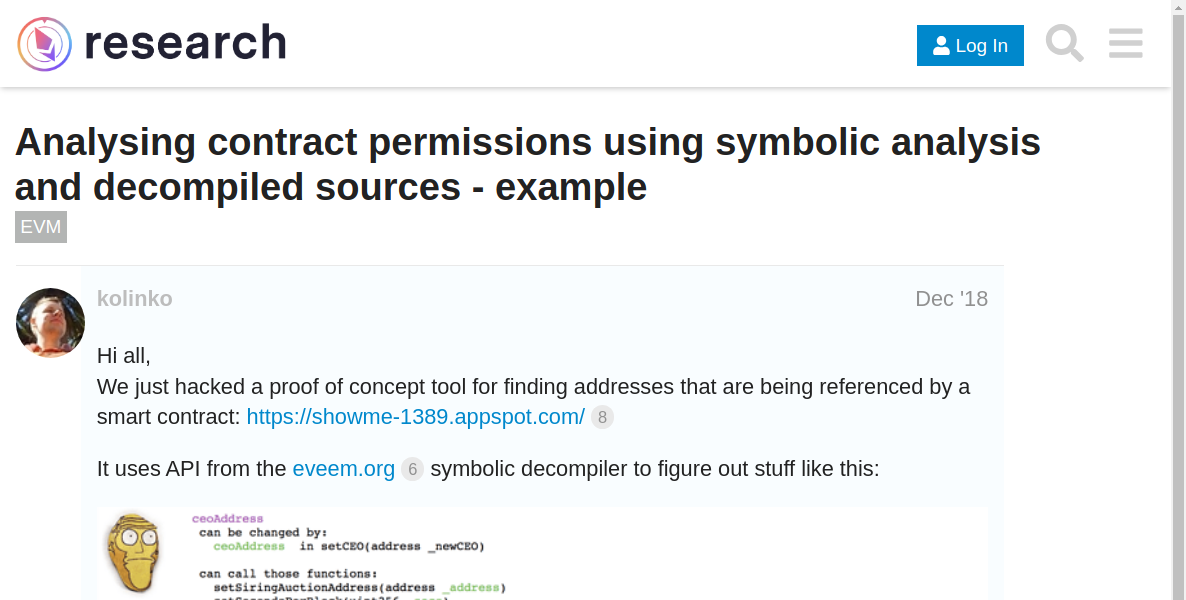 research
Log In
Analysing contract permissions using symbolic analysis
and decompiled sources - example
EVM
kolinko
Dec '18
Hi all,
We just hacked a proof of concept tool for finding addresses that are being referenced by a
smart contract: https://showme-1389.appspot.com/ 8
It uses API from the eveem.org 6 symbolic decompiler to figure out stuff like this:
ceoAddress
can be changed by:
ceoAddress in setCEO(address _newCEO)
can call those functions:
setSiringAuctionAddress(address _address)